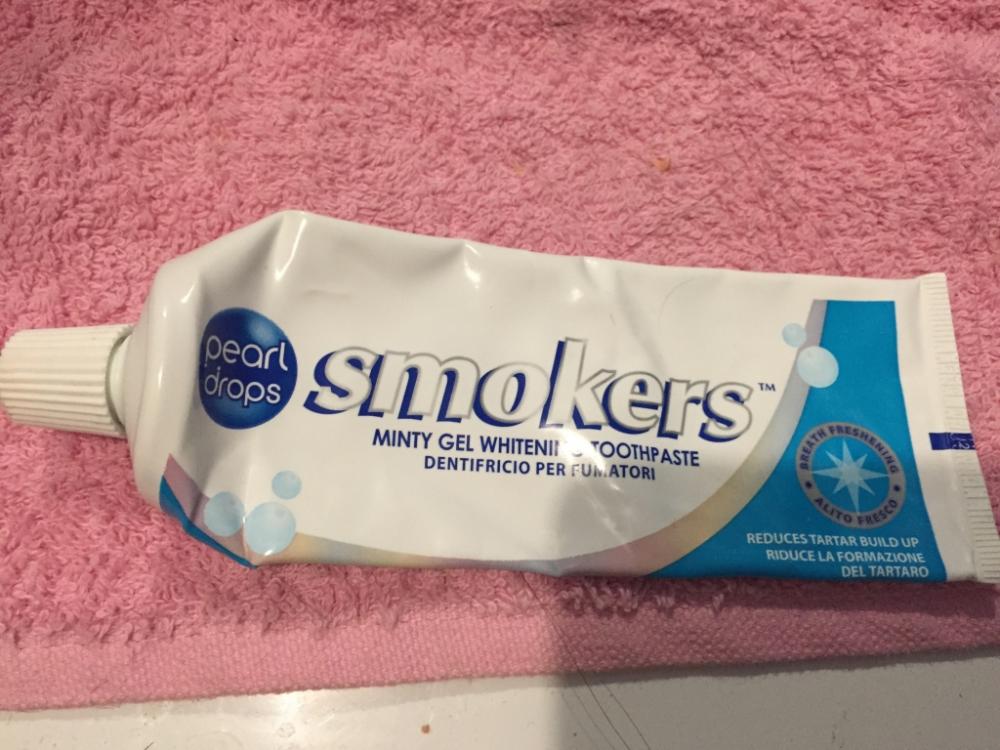 pearl
drops
smokers™
MINTY GEL WHITENING TOOTHPASTE
DENTIFRICIO PER FUMATORI
BREATH FRESHENING
ALITO FRESCO
REDUCES TARTAR BUILD UP
RIDUCE LA FORMAZIONE
DEL TARTARO